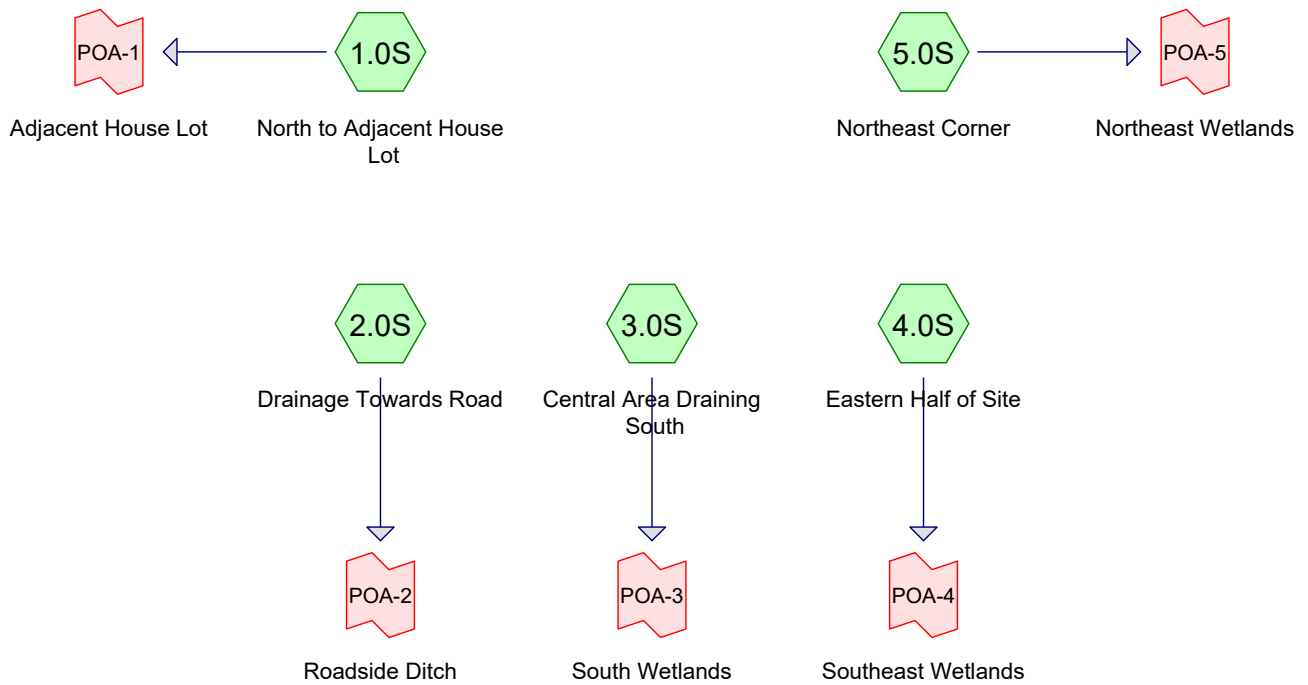 POA-1
1.0S
5.0S
POA-5
Adjacent House Lot
North to Adjacent House
Lot
Northeast Corner
Northeast Wetlands
2.0S
3.0S
4.0S
Drainage Towards Road
Central Area Draining
South
Eastern Half of Site
POA-2
POA-3
POA-4
Roadside Ditch
South Wetlands
Southeast Wetlands